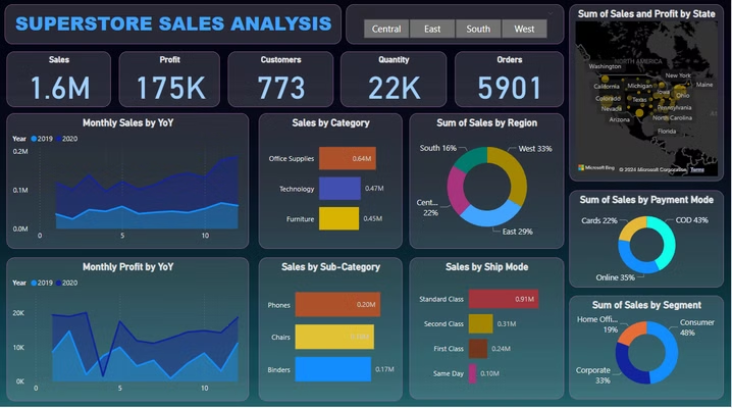 SUPERSTORE SALES ANALYSIS
Central East South West
Sales
1.6M
Profit
175K
Customers
773
Quantity
22K
Orders
5901
Sum of Sales and Profit by State
NORTH AMERICA
Washington
New York
Maine
California
Michigan
Iowa
Ohio
Colorado
Texas
Nevada
Pennsylvania
Arizona
North Carolina
Florida
Microsoft Bing
© 2024 Microsoft Corporation Terms
Monthly Sales by YoY
Year 2019 2020
0.2M
0.1M
0.0M
0 5 10
Sales by Category
Office Supplies 0.64M
Technology 0.47M
Furniture 0.45M
Sum of Sales by Region
South 16%
West 33%
Cent...
22%
East 29%
Sum of Sales by Payment Mode
Cards 22%
COD 43%
Online 35%
Monthly Profit by YoY
Year 2019 2020
20K
10K
0K
0 5 10
Sales by Sub-Category
Phones 0.20M
Chairs
Binders 0.17M
Sales by Ship Mode
Standard Class 0.91M
Second Class 0.31M
First Class 0.24M
Same Day 0.10M
Sum of Sales by Segment
Home Offi...
19%
Consumer
48%
Corporate
33%